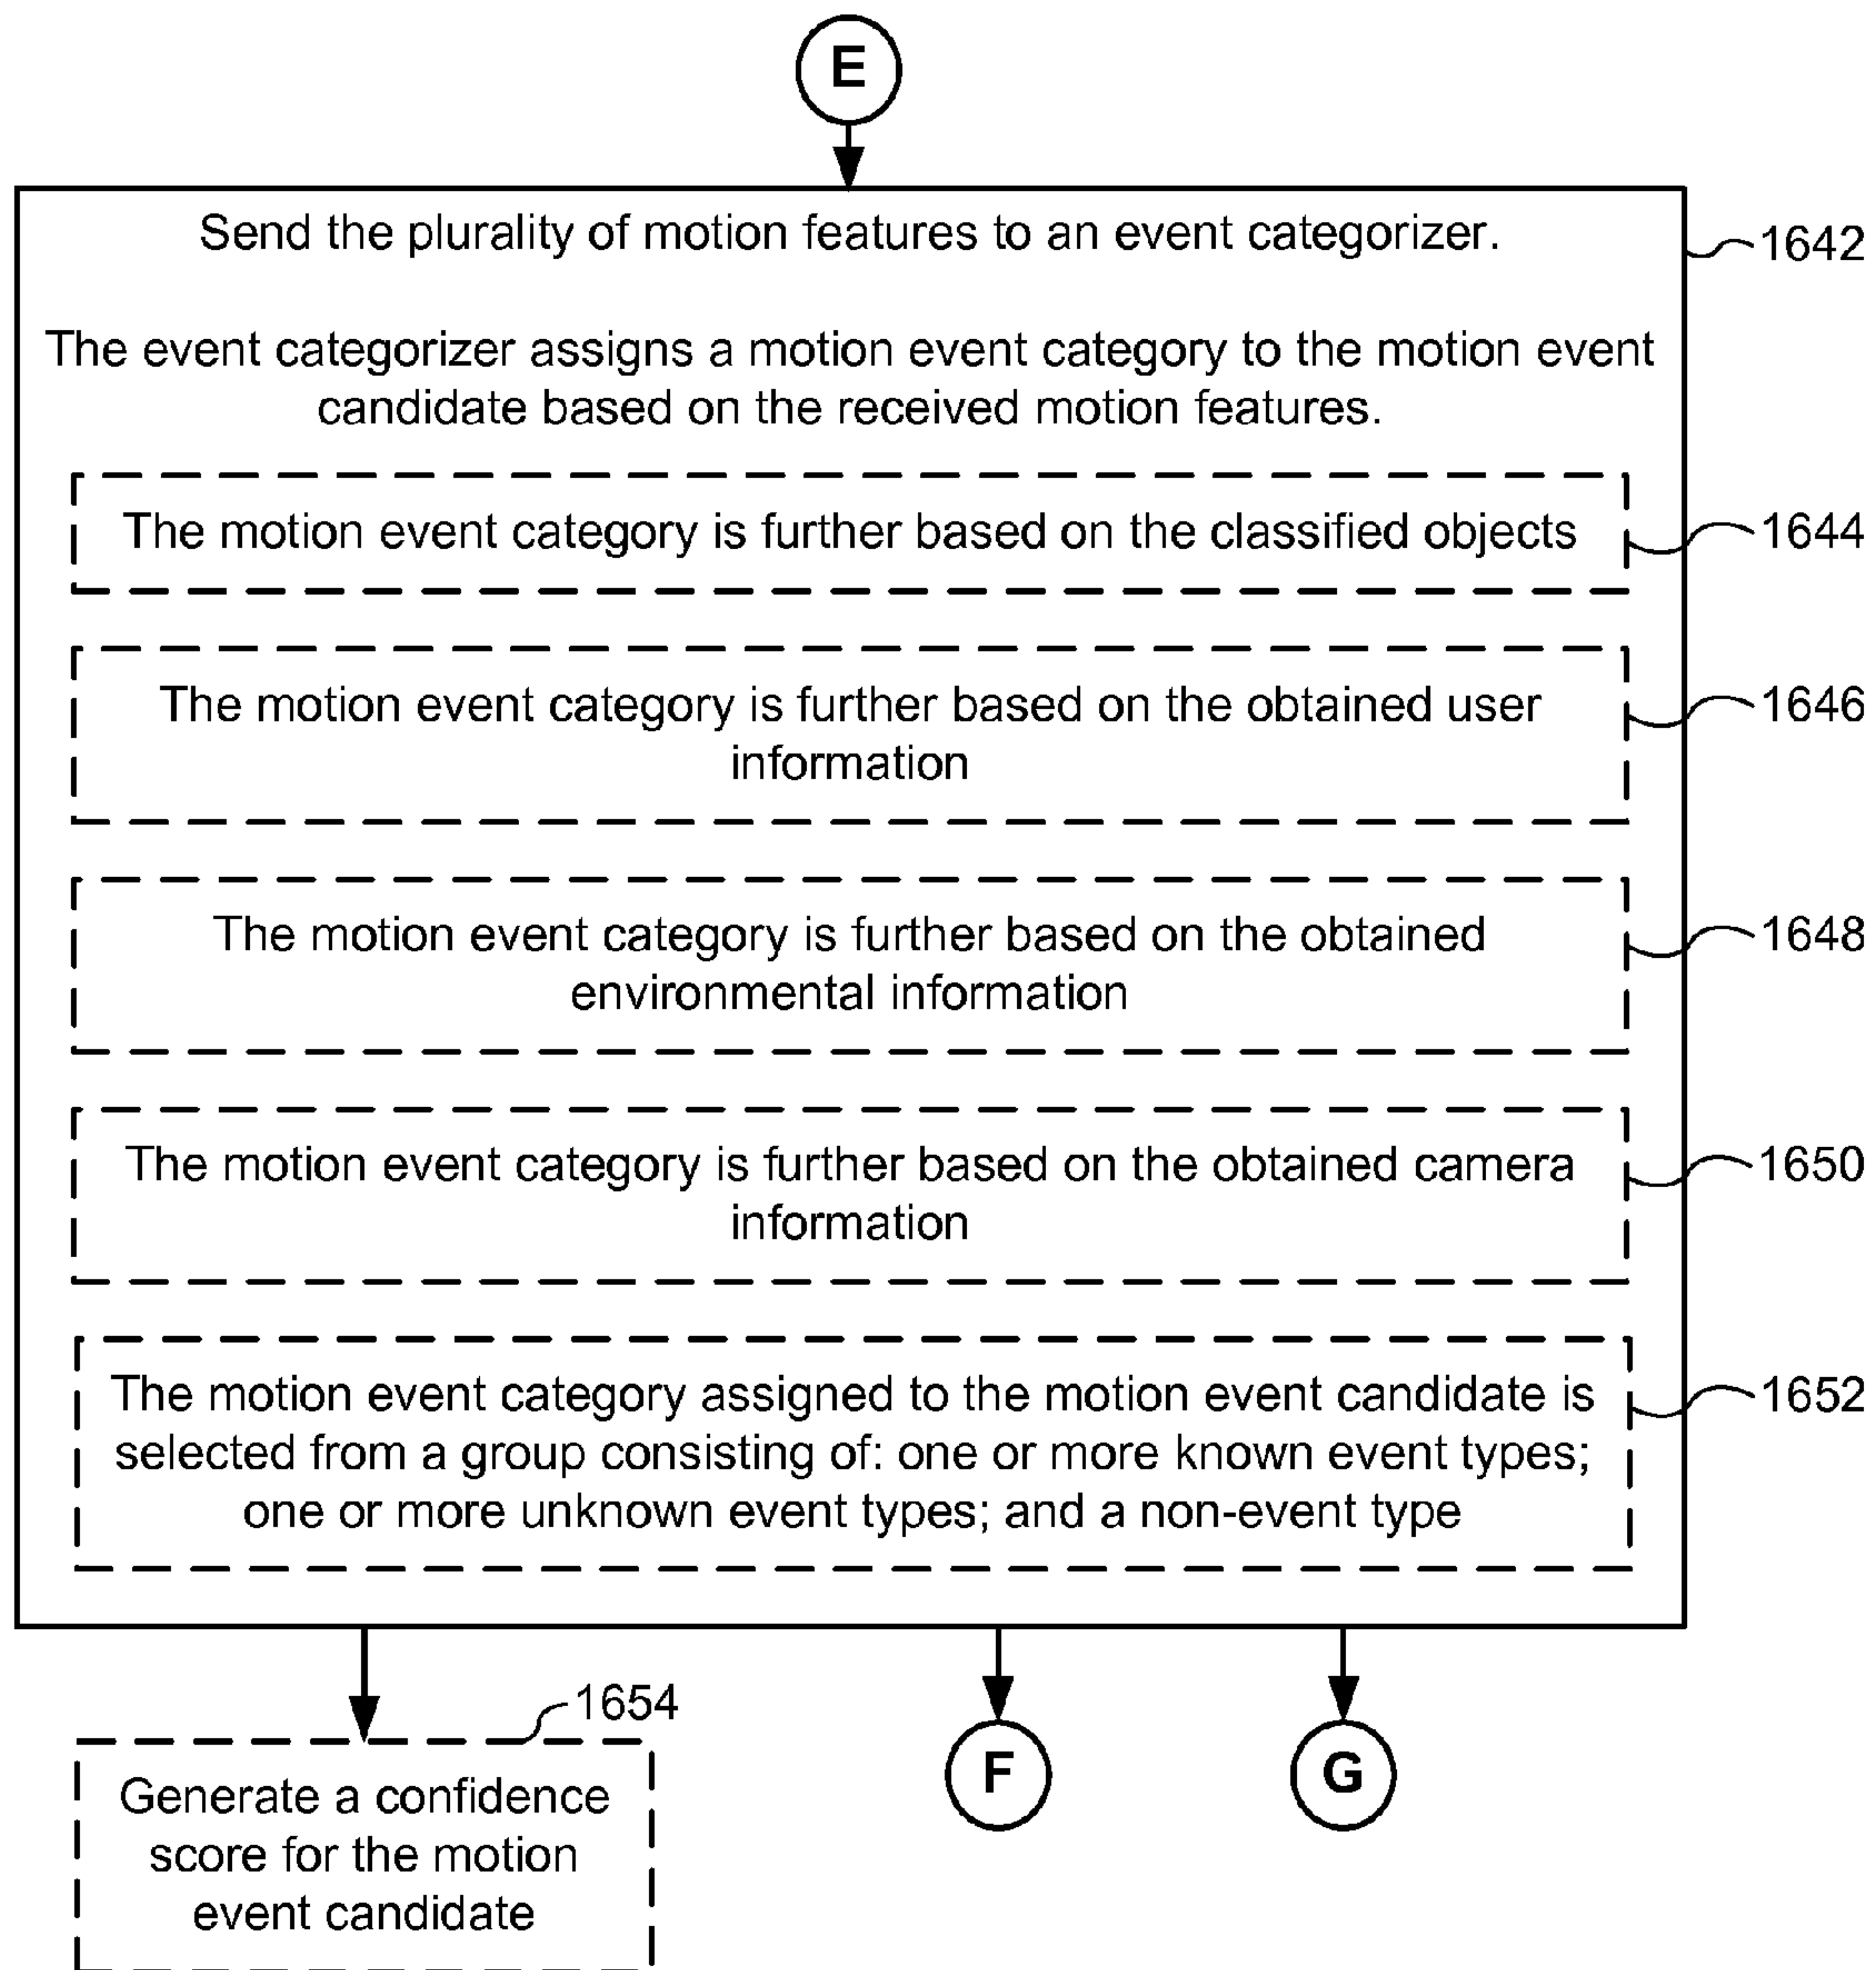 E
Send the plurality of motion features to an event categorizer.
1642
The event categorizer assigns a motion event category to the motion event
candidate based on the received motion features.
The motion event category is further based on the classified objects
1644
The motion event category is further based on the obtained user
information
1646
The motion event category is further based on the obtained
environmental information
1648
The motion event category is further based on the obtained camera
information
1650
The motion event category assigned to the motion event candidate is
selected from a group consisting of: one or more known event types;
one or more unknown event types; and a non-event type
1652
1654
Generate a confidence
score for the motion
event candidate
F
G